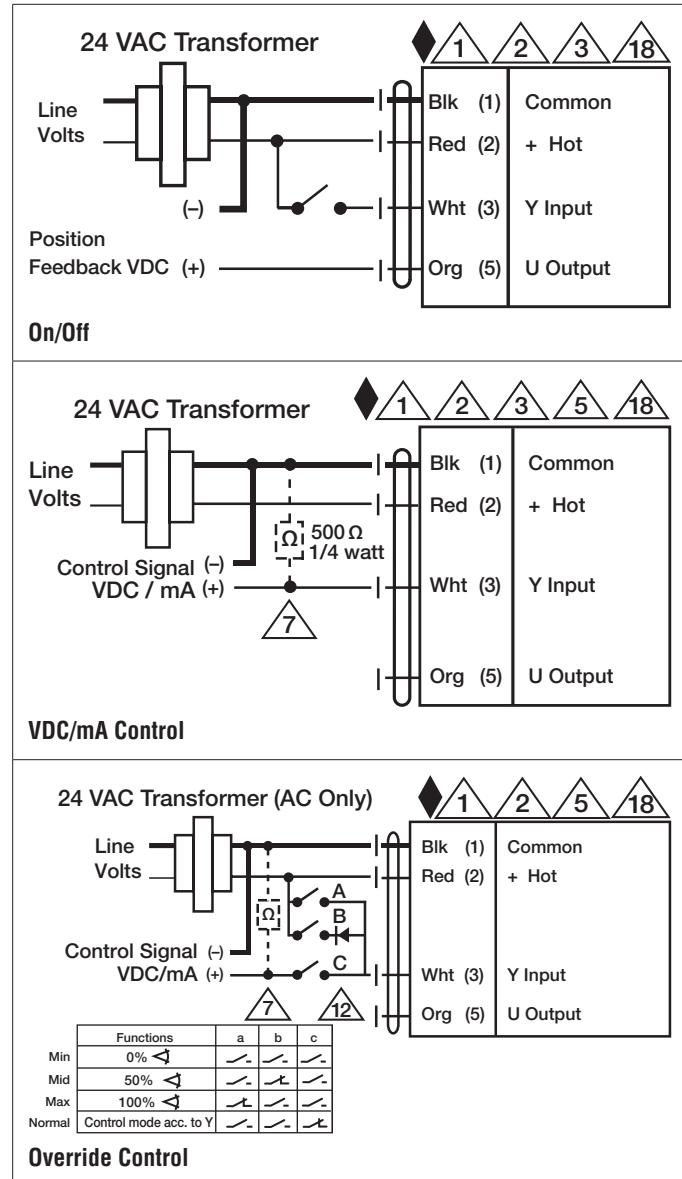 24 VAC Transformer
1 2 3 18
Line
Volts
Blk (1) Common
Red (2) + Hot
(–)
Wht (3) Y Input
Position
Feedback VDC (+)
Org (5) U Output
On/Off
24 VAC Transformer
1 2 3 5 18
Line
Volts
Blk (1) Common
Red (2) + Hot
Ω
500 Ω
1/4 watt
Control Signal (–)
VDC / mA (+)
Wht (3) Y Input
7
Org (5) U Output
VDC/mA Control
24 VAC Transformer (AC Only)
1 2 5 18
Line
Volts
Blk (1) Common
Red (2) + Hot
A
Ω
B
Control Signal (–)
VDC/mA (+)
C
Wht (3) Y Input
7 12
Org (5) U Output
Functions a b c
Min 0%
Mid 50%
Max 100%
Normal Control mode acc. to Y
Override Control